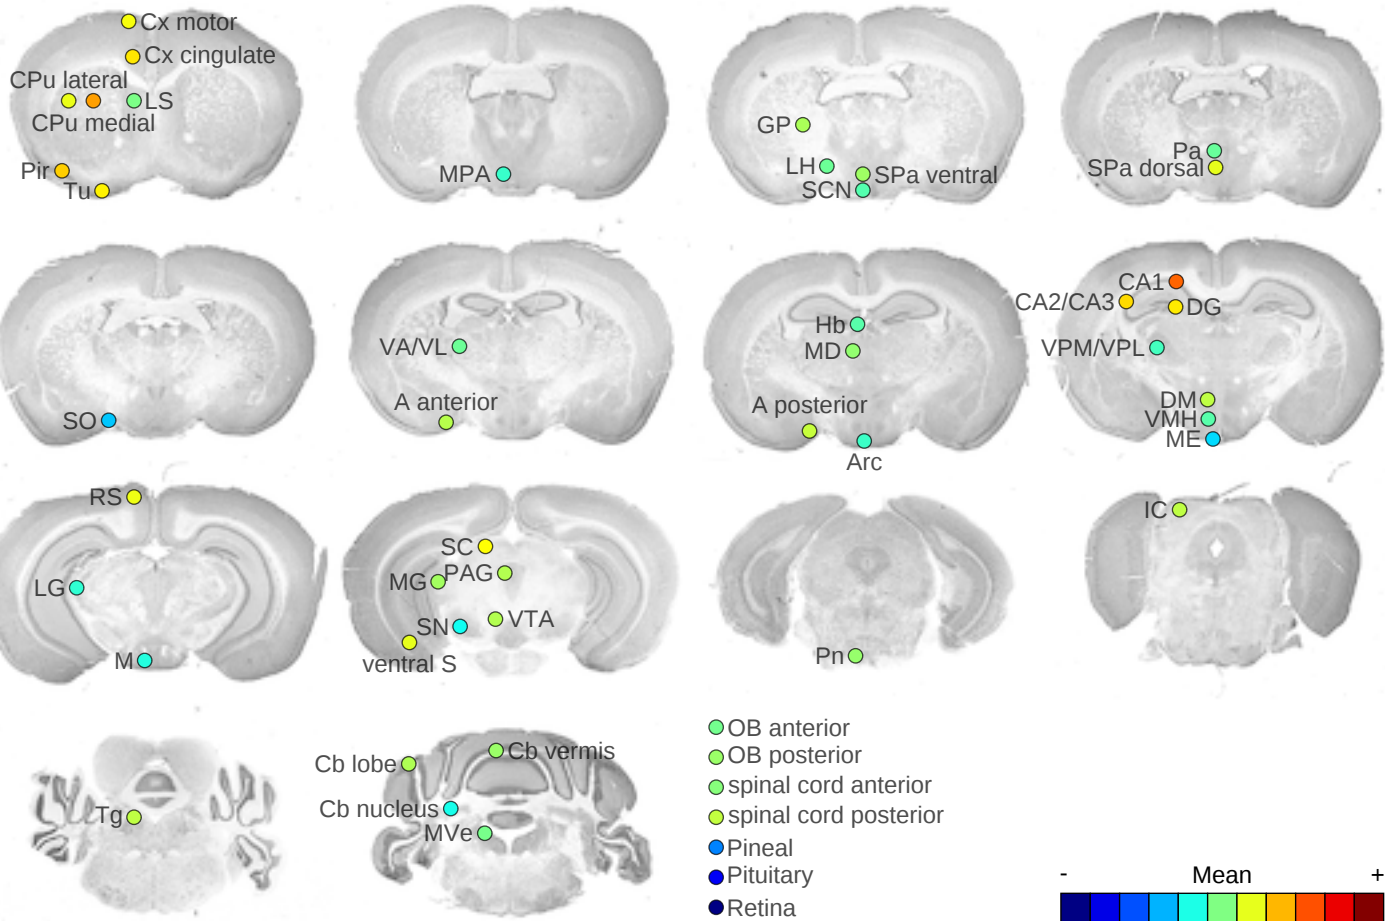 Cx motor
Cx cingulate
CPu lateral
LS
CPu medial
Pir
Tu
MPA
GP
LH
SPa ventral
SCN
Pa
SPa dorsal
SO
VA/VL
A anterior
Hb
MD
A posterior
Arc
CA1
CA2/CA3
DG
VPM/VPL
DM
VMH
ME
RS
LG
M
SC
MG
PAG
SN
VTA
ventral S
Pn
IC
Tg
Cb lobe
Cb vermis
Cb nucleus
MVe
OB anterior
OB posterior
spinal cord anterior
spinal cord posterior
Pineal
Pituitary
Retina
- Mean +